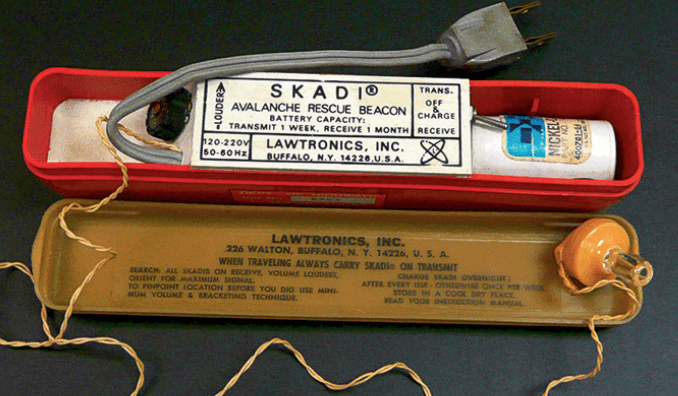 SKADI®
AVALANCHE RESCUE BEACON
BATTERY CAPACITY:
TRANSMIT 1 WEEK, RECEIVE 1 MONTH
LOUDER
120-220V
50-60Hz
LAWTRONICS, INC.
BUFFALO, N.Y. 14226,U.S.A.
TRANS.
OFF
&
CHARGE
RECEIVE
NICKEL
LAWTRONICS, INC.
326 WALTON, BUFFALO, N. Y. 14226, U. S. A.
WHEN TRAVELING ALWAYS CARRY SKADI® ON TRANSMIT
SEARCH: ALL SKADIS ON RECEIVE, VOLUME LOUDEST,
ORIENT FOR MAXIMUM SIGNAL.
TO PINPOINT LOCATION BEFORE YOU DIG USE MINI-
MUM VOLUME & BRACKETING TECHNIQUE.
CHARGE SKADI OVERNIGHT:
AFTER EVERY USE - OTHERWISE ONCE PER WEEK.
STORE IN A COOL DRY PLACE.
READ YOUR INSTRUCTION MANUAL.